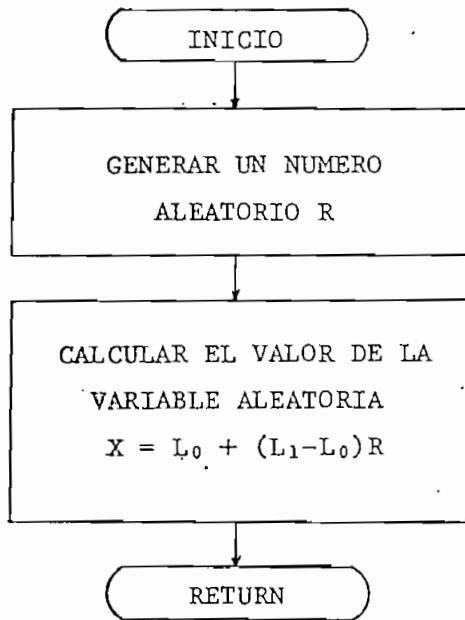 INICIO
GENERAR UN NUMERO
ALEATORIO R
CALCULAR EL VALOR DE LA
VARIABLE ALEATORIA
X = L₀ + (L₁-L₀)R
RETURN